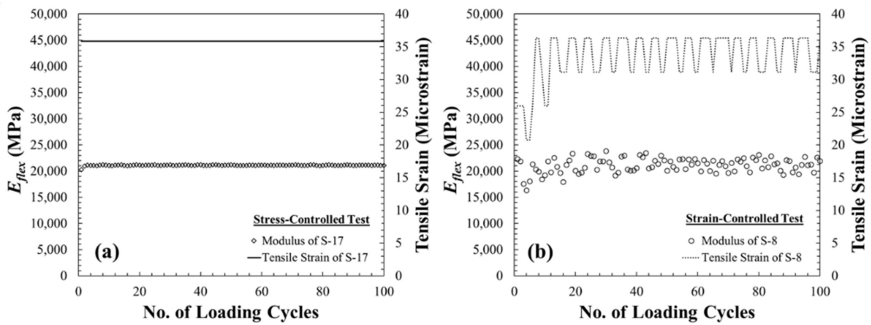 50,000
45,000
40,000
35,000
30,000
25,000
20,000
15,000
10,000
5,000
0
E_flex (MPa)
40
35
30
25
20
15
10
5
0
Tensile Srain (Microstrain)
Stress-Controlled Test
Modulus of S-17
Tensile Strain of S-17
(a)
0 20 40 60 80 100
No. of Loading Cycles
50,000
45,000
40,000
35,000
30,000
25,000
20,000
15,000
10,000
5,000
0
E_flex (MPa)
40
35
30
25
20
15
10
5
0
Tensile Srain (Microstrain)
Strain-Controlled Test
Modulus of S-8
Tensile Strain of S-8
(b)
0 20 40 60 80 100
No. of Loading Cycles